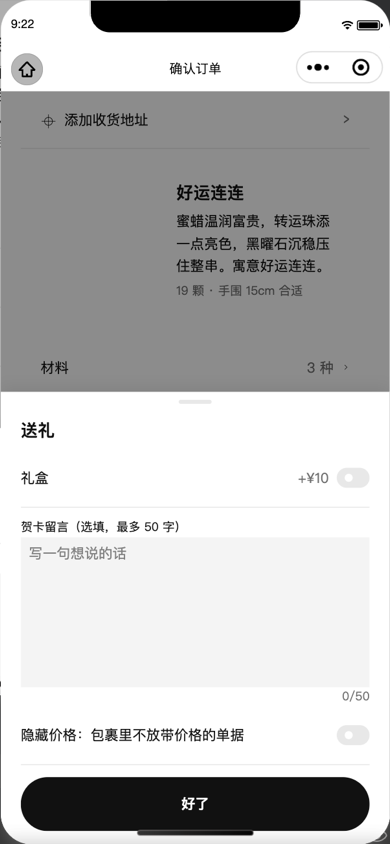 9:22
确认订单
添加收货地址
好运连连
蜜蜡温润富贵，转运珠添
一点亮色，黑曜石沉稳压
住整串。寓意好运连连。
19 颗 · 手围 15cm 合适
材料
3 种
送礼
礼盒
+¥10
贺卡留言（选填，最多 50 字）
写一句想说的话
0/50
隐藏价格：包裹里不放带价格的单据
好了